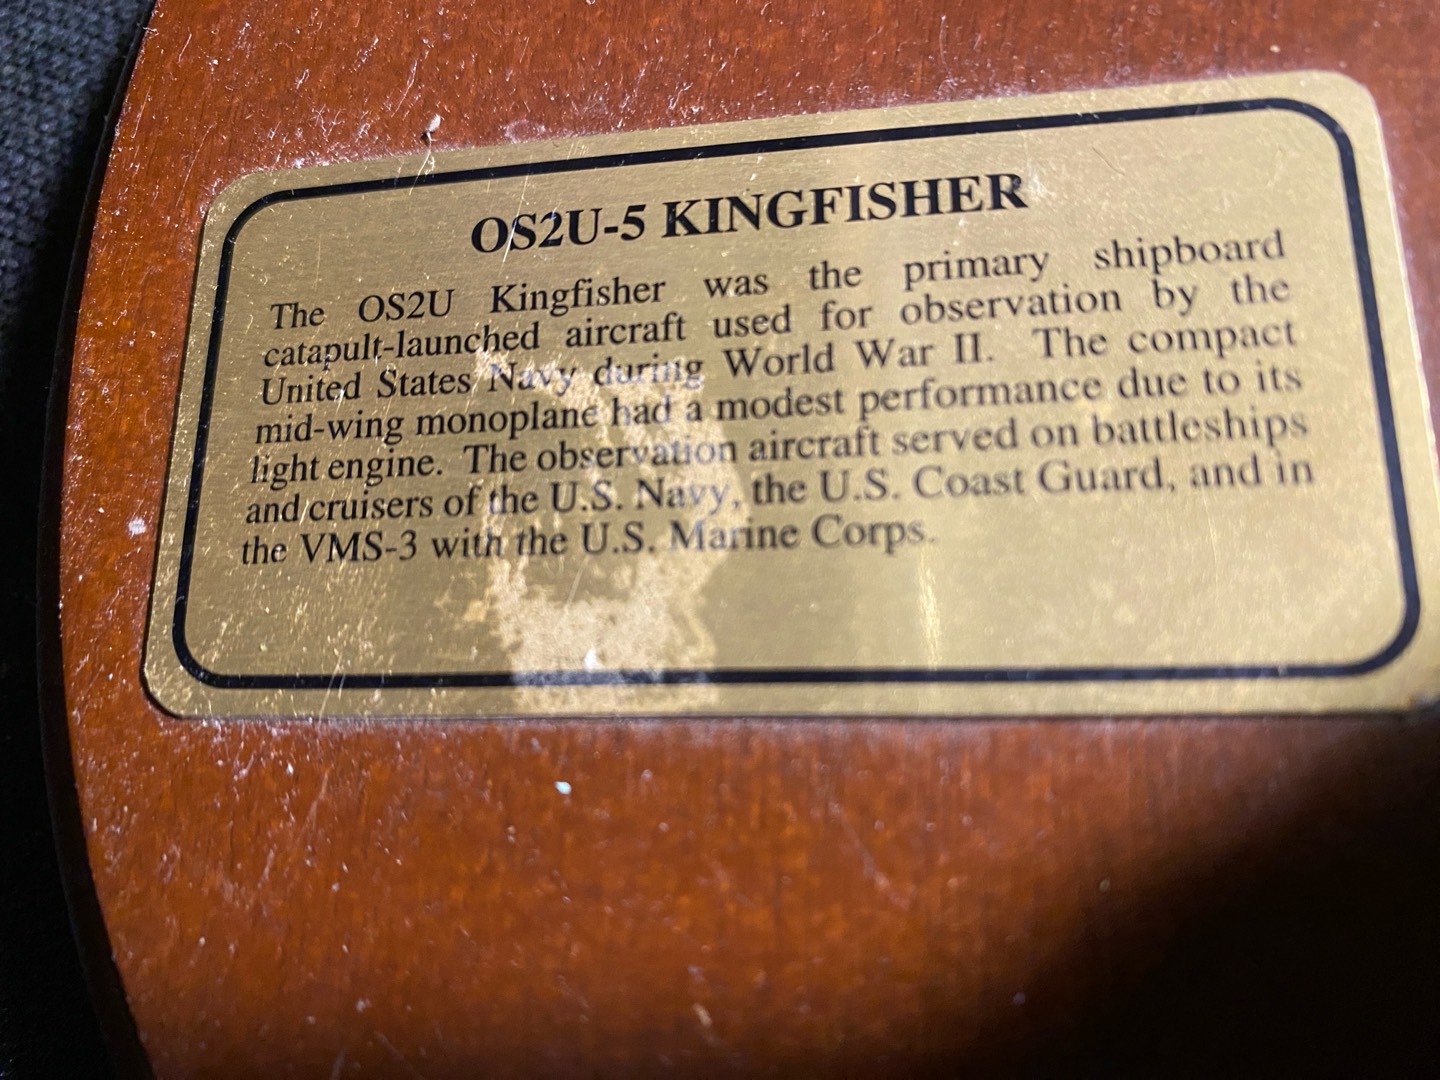 OS2U-5 KINGFISHER
The OS2U Kingfisher was the primary shipboard
catapult-launched aircraft used for observation by the
United States Navy during World War II. The compact
mid-wing monoplane had a modest performance due to its
light engine. The observation aircraft served on battleships
and cruisers of the U.S. Navy, the U.S. Coast Guard, and in
the VMS-3 with the U.S. Marine Corps.